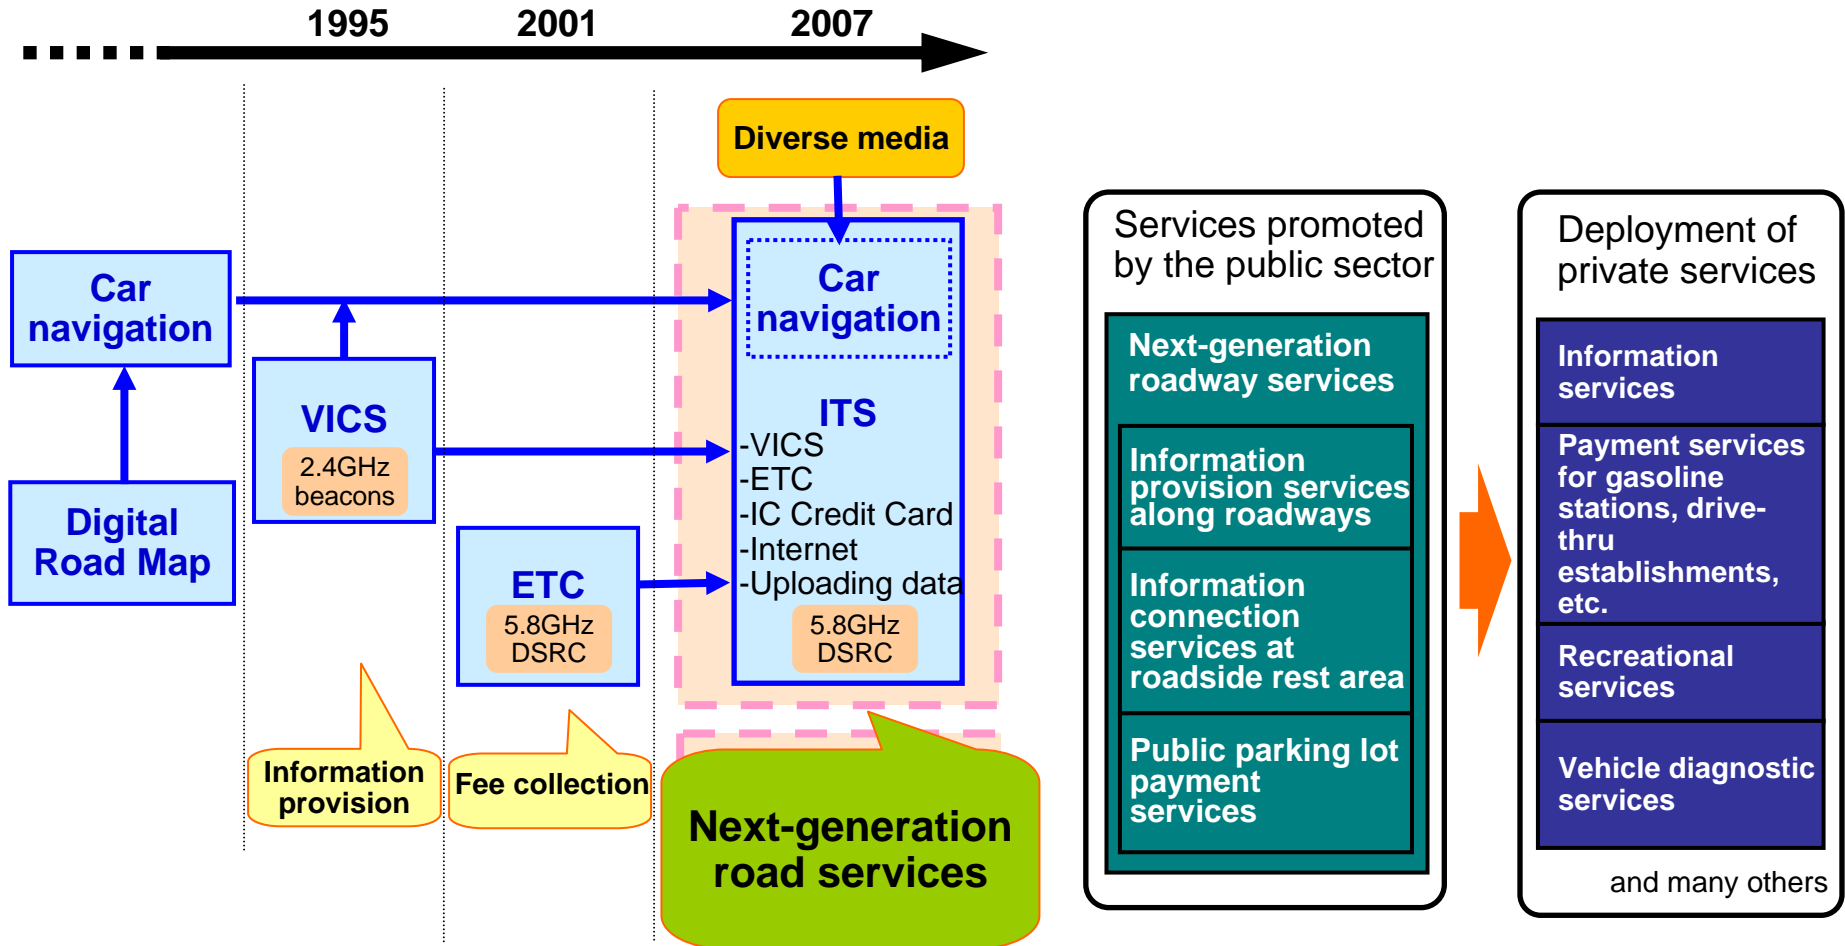 1995
2001
2007
Diverse media
Car
navigation
Digital
Road Map
VICS
2.4GHz
beacons
ETC
5.8GHz
DSRC
Car
navigation
ITS
-VICS
-ETC
-IC Credit Card
-Internet
-Uploading data
5.8GHz
DSRC
Information
provision
Fee collection
Next-generation
road services
Services promoted
by the public sector
Next-generation
roadway services
Information
provision services
along roadways
Information
connection
services at
roadside rest area
Public parking lot
payment
services
Deployment of
private services
Information
services
Payment services
for gasoline
stations, drive-
thru
establishments,
etc.
Recreational
services
Vehicle diagnostic
services
and many others